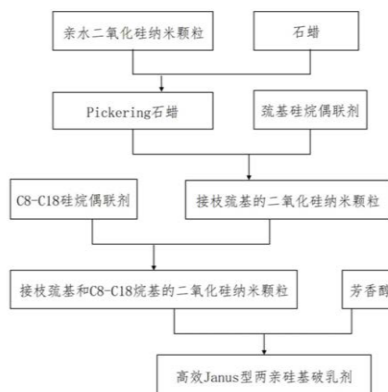 亲水二氧化硅纳米颗粒
石蜡
Pickering石蜡
巯基硅烷偶联剂
C8-C18硅烷偶联剂
接枝巯基的二氧化硅纳米颗粒
接枝巯基和C8-C18烷基的二氧化硅纳米颗粒
芳香醇
高效Janus型两亲硅基破乳剂